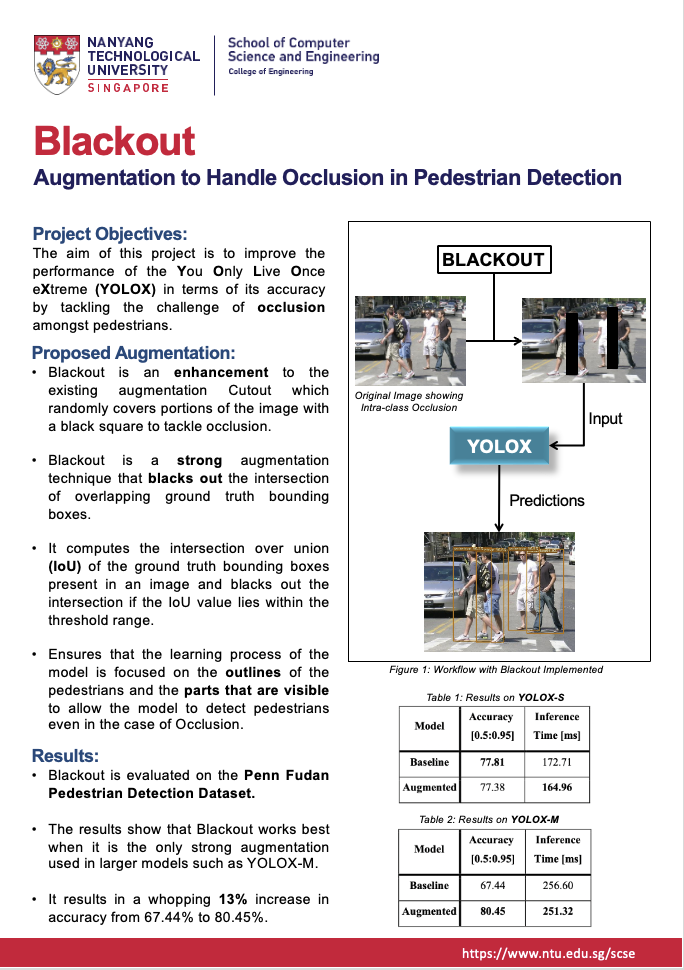 NANYANG
TECHNOLOGICAL
UNIVERSITY
SINGAPORE
School of Computer
Science and Engineering
College of Engineering
Blackout
Augmentation to Handle Occlusion in Pedestrian Detection
Project Objectives:
The aim of this project is to improve the
performance of the You Only Live Once
eXtreme (YOLOX) in terms of its accuracy
by tackling the challenge of occlusion
amongst pedestrians.
Proposed Augmentation:
• Blackout is an enhancement to the
existing augmentation Cutout which
randomly covers portions of the image with
a black square to tackle occlusion.
• Blackout is a strong augmentation
technique that blacks out the intersection
of overlapping ground truth bounding
boxes.
• It computes the intersection over union
(IoU) of the ground truth bounding boxes
present in an image and blacks out the
intersection if the IoU value lies within the
threshold range.
• Ensures that the learning process of the
model is focused on the outlines of the
pedestrians and the parts that are visible
to allow the model to detect pedestrians
even in the case of Occlusion.
Results:
• Blackout is evaluated on the Penn Fudan
Pedestrian Detection Dataset.
• The results show that Blackout works best
when it is the only strong augmentation
used in larger models such as YOLOX-M.
• It results in a whopping 13% increase in
accuracy from 67.44% to 80.45%.
BLACKOUT
Original Image showing
Intra-class Occlusion
Input
YOLOX
Predictions
Figure 1: Workflow with Blackout Implemented
Table 1: Results on YOLOX-S
Model Accuracy [0.5:0.95] Inference Time [ms]
Baseline 77.81 172.71
Augmented 77.38 164.96
Table 2: Results on YOLOX-M
Model Accuracy [0.5:0.95] Inference Time [ms]
Baseline 67.44 256.60
Augmented 80.45 251.32
https://www.ntu.edu.sg/scse